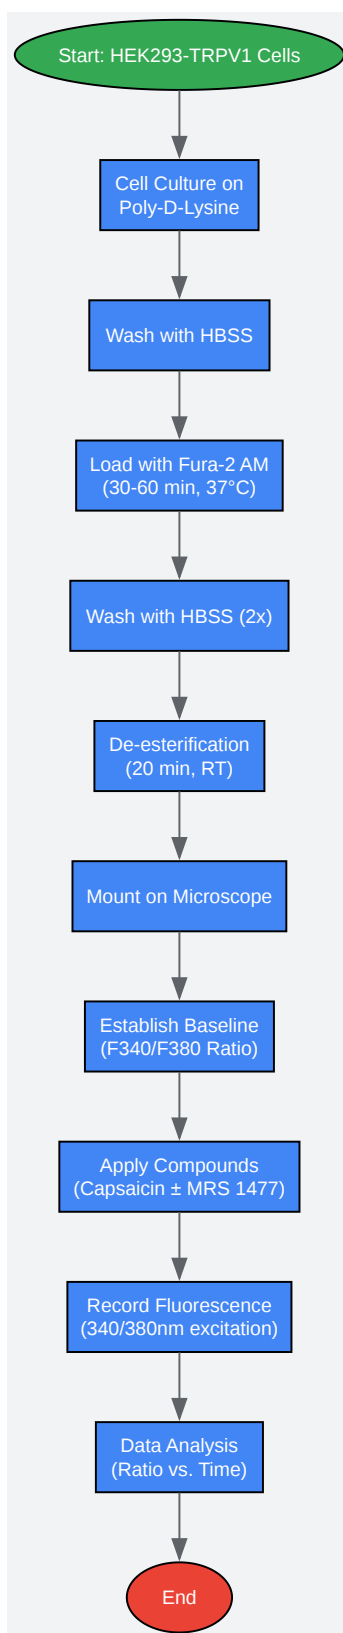 Start: HEK293-TRPV1 Cells
Cell Culture on
Poly-D-Lysine
Wash with HBSS
Load with Fura-2 AM
(30-60 min, 37°C)
Wash with HBSS (2x)
De-esterification
(20 min, RT)
Mount on Microscope
Establish Baseline
(F340/F380 Ratio)
Apply Compounds
(Capsaicin ± MRS 1477)
Record Fluorescence
(340/380nm excitation)
Data Analysis
(Ratio vs. Time)
End